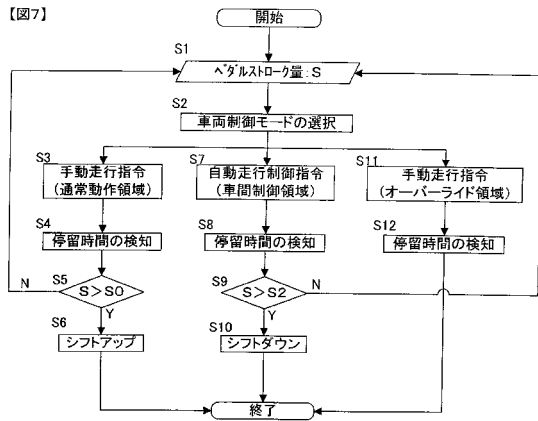 【図7】
開始
S1
ペダルストローク量:S
S2
車両制御モードの選択
S3
手動走行指令
(通常動作領域)
S7
自動走行制御指令
(車間制御領域)
S11
手動走行指令
(オーバーライド領域)
S4
停留時間の検知
S8
停留時間の検知
S12
停留時間の検知
S5
S>S0
N
Y
S9
S>S2
N
Y
S6
シフトアップ
S10
シフトダウン
終了